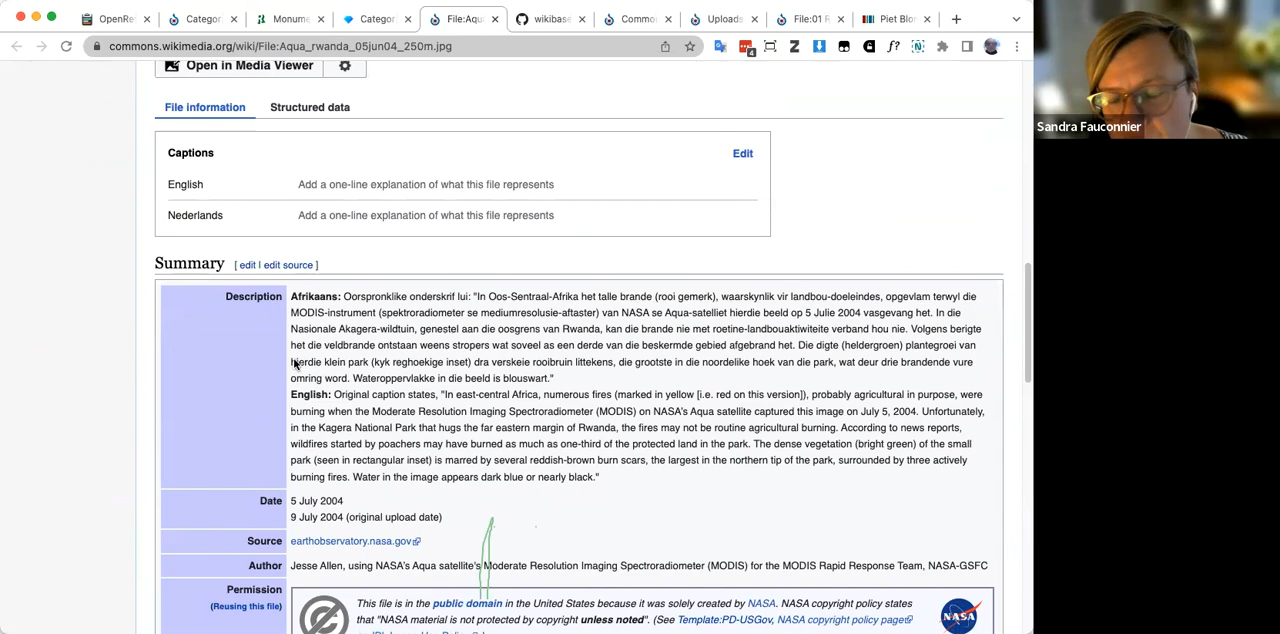 OpenRe
Categor
Monume
Categor
File:Aqu
wikibas
Commo
Uploads
File:01 F
Piet Blo
commons.wikimedia.org/wiki/File:Aqua_rwanda_05jun04_250m.jpg
4
Z
f?
N
Sandra Fauconnier
Open in Media Viewer
File information Structured data
Captions Edit
English Add a one-line explanation of what this file represents
Nederlands Add a one-line explanation of what this file represents
Summary [ edit | edit source ]
Description Afrikaans: Oorspronklike onderskrif lui: "In Oos-Sentraal-Afrika het talle brande (rooi gemerk), waarskynlik vir landbou-doeleindes, opgevlam terwyl die
MODIS-instrument (spektroradiometer se mediumresolusie-aftaster) van NASA se Aqua-satelliet hierdie beeld op 5 Julie 2004 vasgevang het. In die
Nasionale Akagera-wildtuin, genestel aan die oosgrens van Rwanda, kan die brande nie met roetine-landbouaktiwiteite verband hou nie. Volgens berigte
het die veldbrande ontstaan weens stropers wat soveel as een derde van die beskermde gebied afgebrand het. Die digte (heldergroen) plantegroei van
hierdie klein park (kyk reghoekige inset) dra verskeie rooibruin littekens, die grootste in die noordelike hoek van die park, wat deur drie brandende vure
omring word. Wateroppervlakke in die beeld is blouswart."
English: Original caption states, "In east-central Africa, numerous fires (marked in yellow [i.e. red on this version]), probably agricultural in purpose, were
burning when the Moderate Resolution Imaging Spectroradiometer (MODIS) on NASA's Aqua satellite captured this image on July 5, 2004. Unfortunately,
in the Kagera National Park that hugs the far eastern margin of Rwanda, the fires may not be routine agricultural burning. According to news reports,
wildfires started by poachers may have burned as much as one-third of the protected land in the park. The dense vegetation (bright green) of the small
park (seen in rectangular inset) is marred by several reddish-brown burn scars, the largest in the northern tip of the park, surrounded by three actively
burning fires. Water in the image appears dark blue or nearly black."
Date 5 July 2004
9 July 2004 (original upload date)
Source earthobservatory.nasa.gov
Author Jesse Allen, using NASA's Aqua satellite's Moderate Resolution Imaging Spectroradiometer (MODIS) for the MODIS Rapid Response Team, NASA-GSFC
Permission
(Reusing this file)
This file is in the public domain in the United States because it was solely created by NASA. NASA copyright policy states
that "NASA material is not protected by copyright unless noted". (See Template:PD-USGov, NASA copyright policy page
NASA